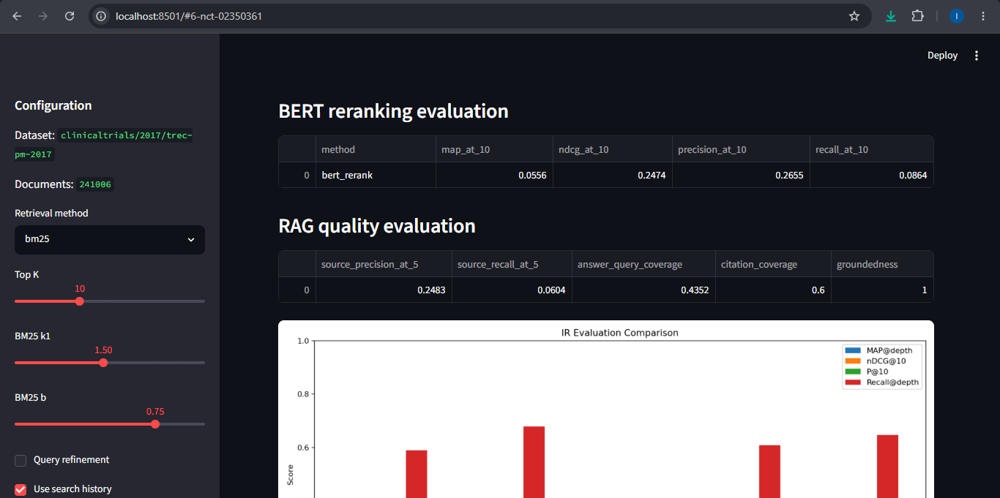 localhost:8501/#6-nct-02350361
I
Deploy
Configuration
Dataset: clinicaltrials/2017/trec-
pm-2017
Documents: 241006
Retrieval method
bm25
Top K
10
BM25 k1
1.50
BM25 b
0.75
Query refinement
Use search history
BERT reranking evaluation
method map_at_10 ndcg_at_10 precision_at_10 recall_at_10
0 bert_rerank 0.0556 0.2474 0.2655 0.0864
RAG quality evaluation
source_precision_at_5 source_recall_at_5 answer_query_coverage citation_coverage groundedness
0 0.2483 0.0604 0.4352 0.6 1
IR Evaluation Comparison
1.0
0.8
0.6
Score
MAP@depth
nDCG@10
P@10
Recall@depth